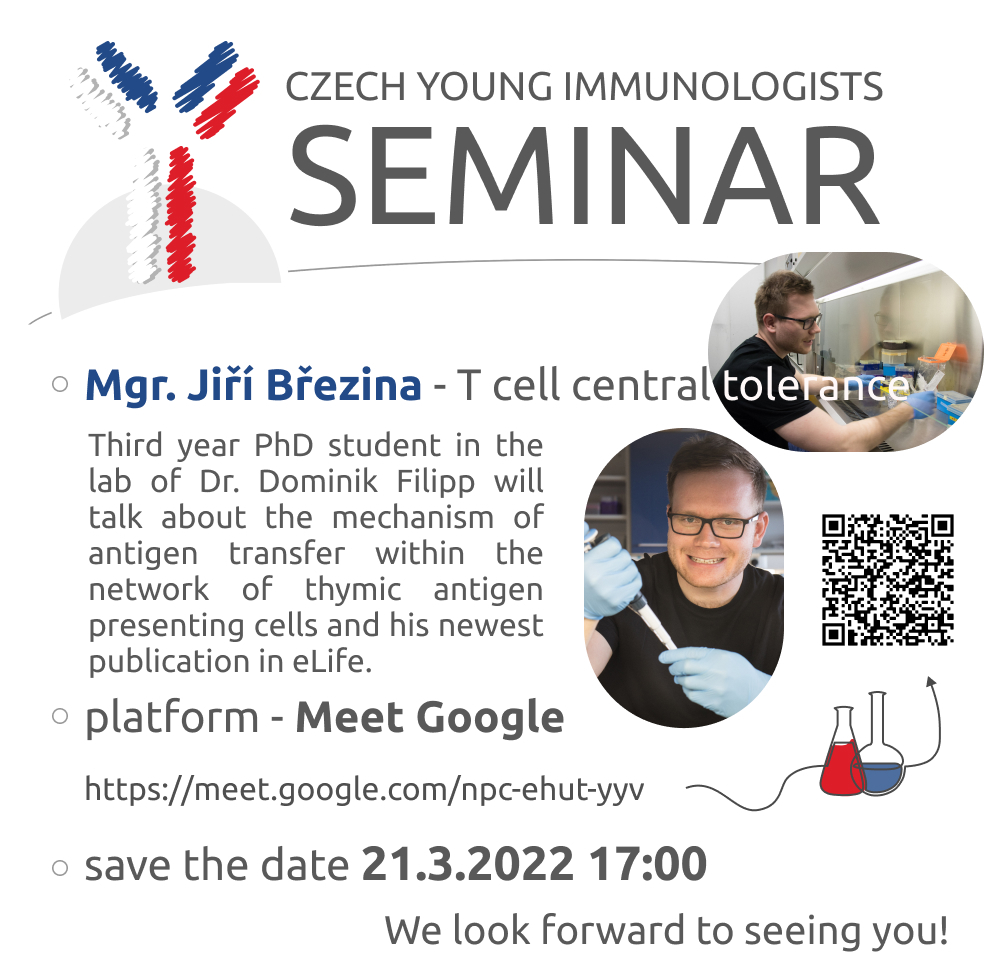 CZECH YOUNG IMMUNOLOGISTS
SEMINAR
Mgr. Jiří Březina - T cell central tolerance
Third year PhD student in the
lab of Dr. Dominik Filipp will
talk about the mechanism of
antigen transfer within the
network of thymic antigen
presenting cells and his newest
publication in eLife.
platform - Meet Google
https://meet.google.com/npc-ehut-yyv
save the date 21.3.2022 17:00
We look forward to seeing you!